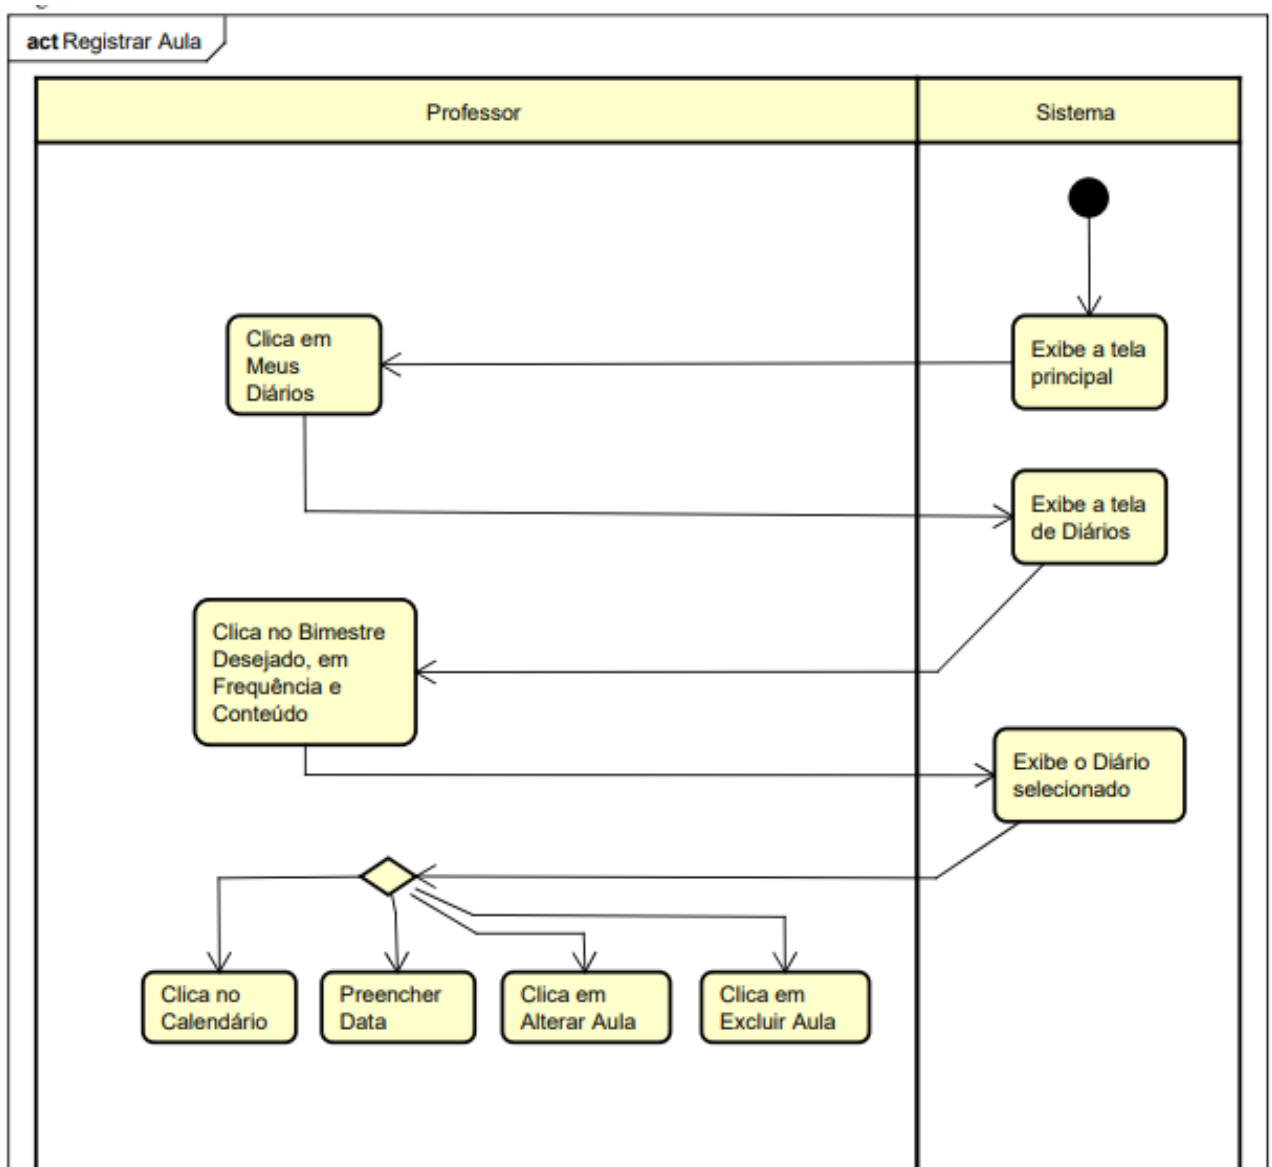 act Registrar Aula
Professor
Sistema
Clica em
Meus
Diários
Exibe a tela
principal
Exibe a tela
de Diários
Clica no Bimestre
Desejado, em
Frequência e
Conteúdo
Exibe o Diário
selecionado
Clica no
Calendário
Preencher
Data
Clica em
Alterar Aula
Clica em
Excluir Aula